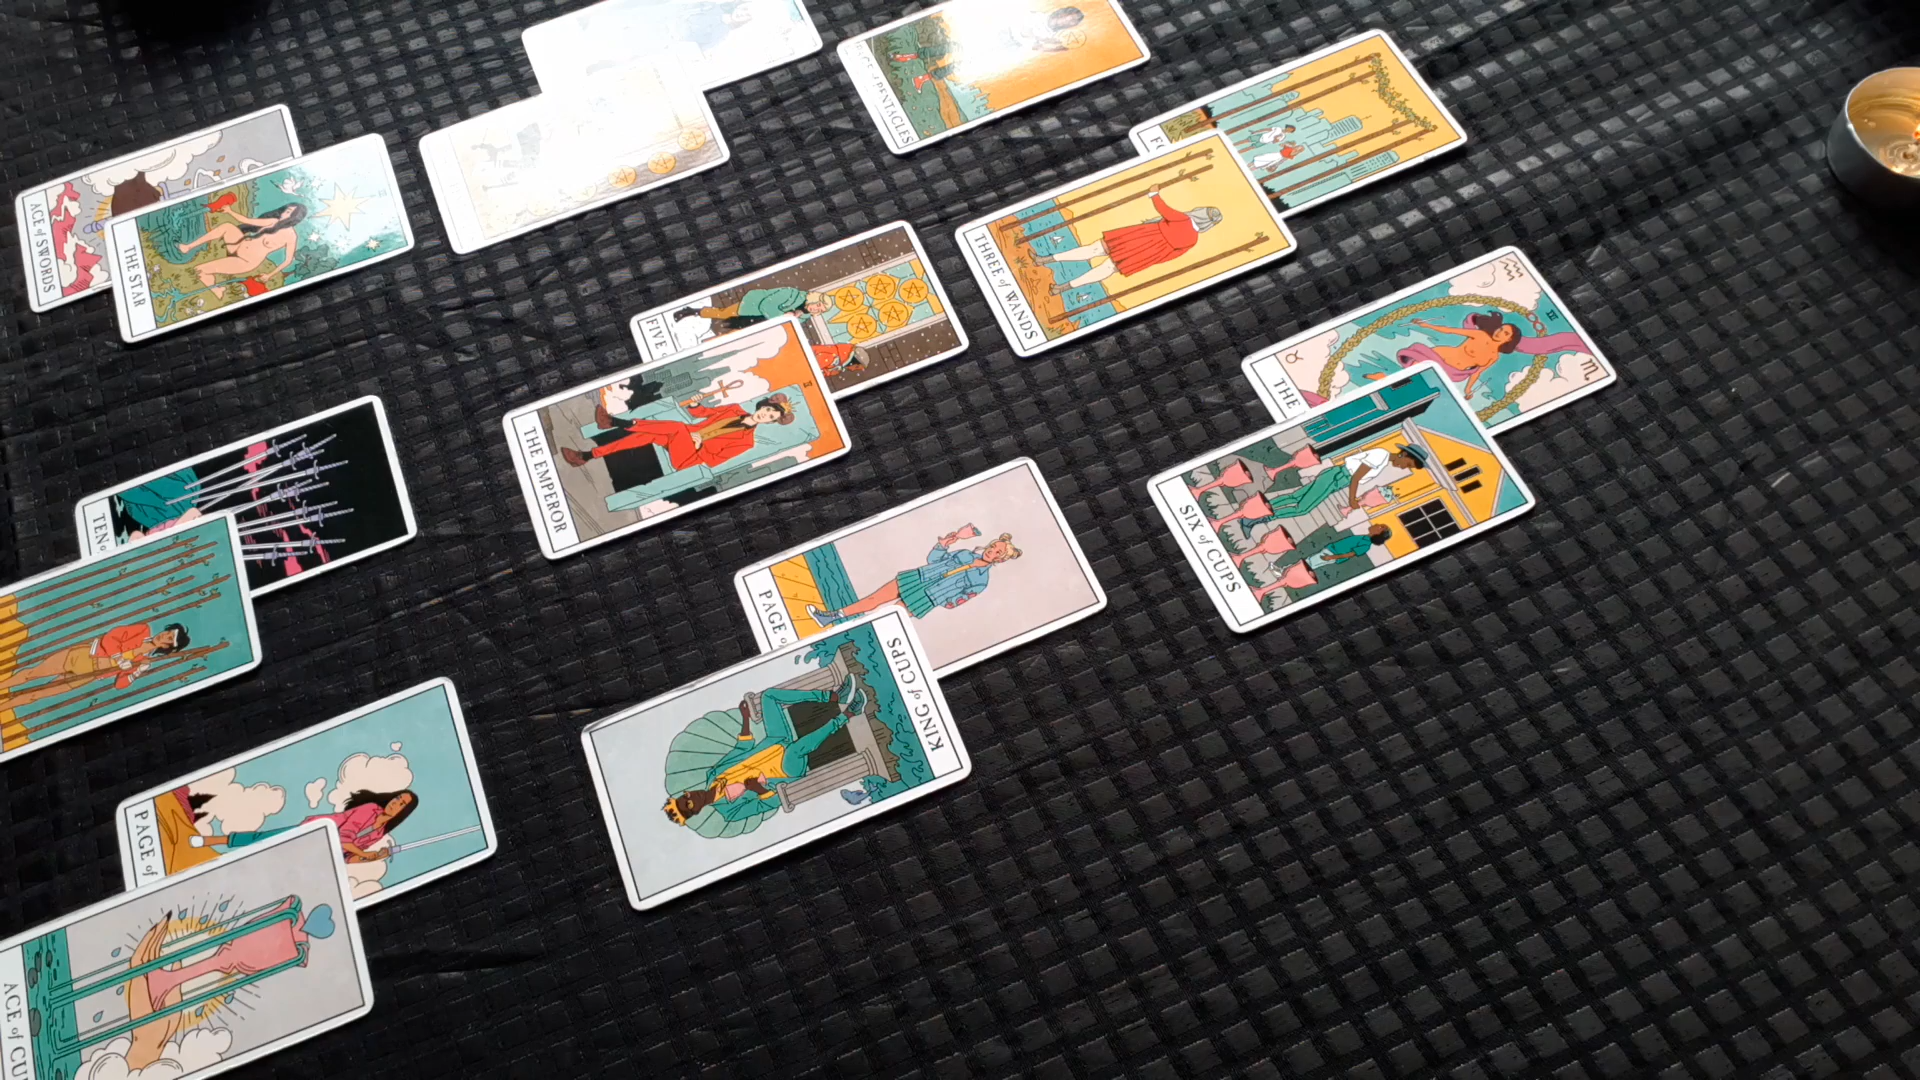 ACE of SWORDS
THE STAR
PENTACLES
THREE of WANDS
FIVE
THE EMPEROR
THE
SIX of CUPS
TEN
PAGE
KING of CUPS
PAGE of
ACE of CU